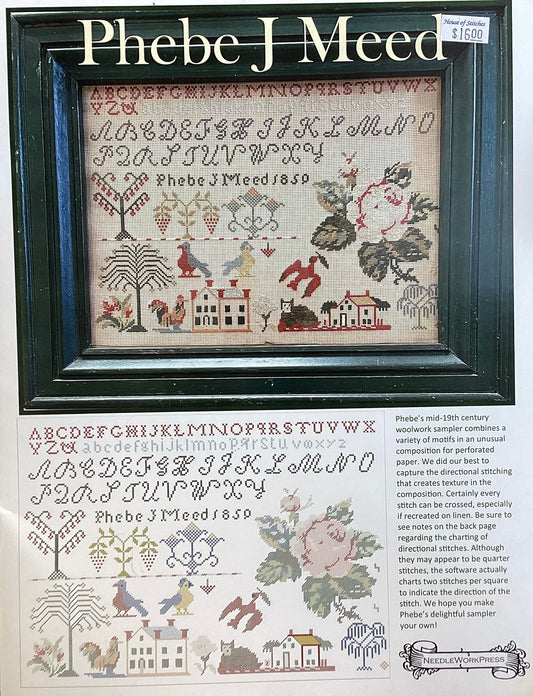 Phebe J Meed
House of Stitches
$16.00
ABCDEFGHIJKLMNOPQRSTUVWX
YZ&
ABCDEFGHIJKLMNO
PQRSTUVWXY
Phebe J Meed 1859
ABCDEFGHIJKLMNOPQRSTUVWX
YZ& abcdefghijklmnopqrstuvwxyz
ABCDEFGHIJKLMNO
PQRSTUVWXY
Phebe J Meed 1859
Phebe's mid-19th century
woolwork sampler combines a
variety of motifs in an unusual
composition for perforated
paper. We did our best to
capture the directional stitching
that creates texture in the
composition. Certainly every
stitch can be crossed, especially
if recreated on linen. Be sure to
see notes on the back page
regarding the charting of
directional stitches. Although
they may appear to be quarter
stitches, the software actually
charts two stitches per square
to indicate the direction of the
stitch. We hope you make
Phebe's delightful sampler
your own!
NEEDLEWORKPRESS